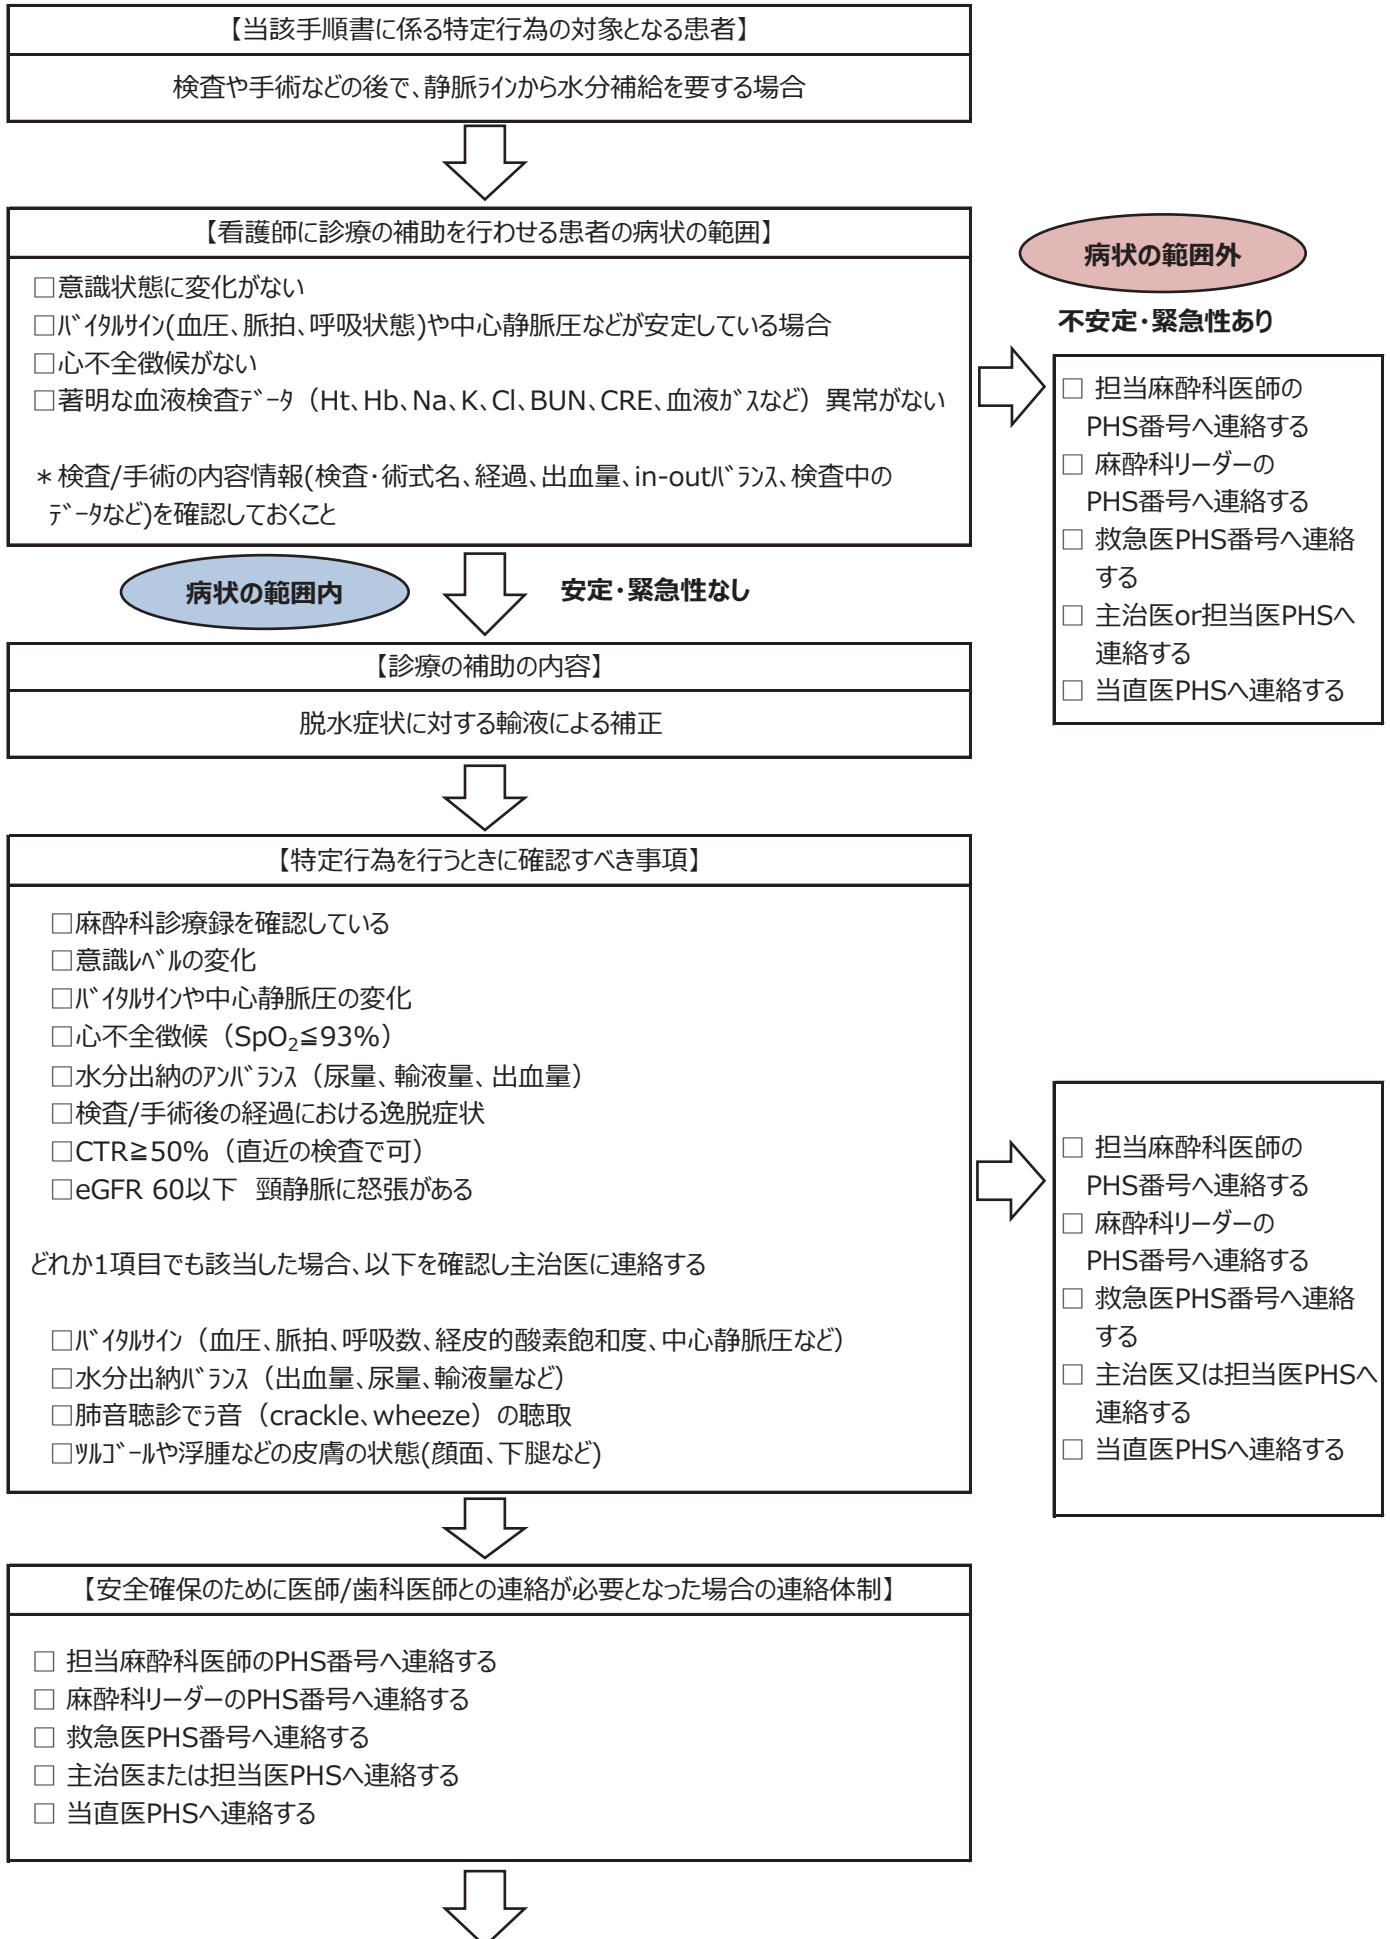 【当該手順書に係る特定行為の対象となる患者】
検査や手術などの後で、静脈ﾗｲﾝから水分補給を要する場合
【看護師に診療の補助を行わせる患者の病状の範囲】
□意識状態に変化がない
□ﾊﾞｲﾀﾙｻｲﾝ(血圧、脈拍、呼吸状態)や中心静脈圧などが安定している場合
□心不全徴候がない
□著明な血液検査ﾃﾞｰﾀ（Ht、Hb、Na、K、Cl、BUN、CRE、血液ｶﾞｽなど）異常がない
＊検査/手術の内容情報(検査･術式名、経過、出血量、in-outﾊﾞﾗﾝｽ、検査中の
ﾃﾞｰﾀなど)を確認しておくこと
病状の範囲外
不安定･緊急性あり
□ 担当麻酔科医師の
PHS番号へ連絡する
□ 麻酔科リーダーの
PHS番号へ連絡する
□ 救急医PHS番号へ連絡
する
□ 主治医or担当医PHSへ
連絡する
□ 当直医PHSへ連絡する
病状の範囲内
安定･緊急性なし
【診療の補助の内容】
脱水症状に対する輸液による補正
【特定行為を行うときに確認すべき事項】
□麻酔科診療録を確認している
□意識ﾚﾍﾞﾙの変化
□ﾊﾞｲﾀﾙｻｲﾝや中心静脈圧の変化
□心不全徴候（SpO₂≦93%）
□水分出納のｱﾝﾊﾞﾗﾝｽ（尿量、輸液量、出血量）
□検査/手術後の経過における逸脱症状
□CTR≧50%（直近の検査で可）
□eGFR 60以下 頸静脈に怒張がある
どれか1項目でも該当した場合、以下を確認し主治医に連絡する
□ﾊﾞｲﾀﾙｻｲﾝ（血圧、脈拍、呼吸数、経皮的酸素飽和度、中心静脈圧など）
□水分出納ﾊﾞﾗﾝｽ（出血量、尿量、輸液量など）
□肺音聴診でﾗ音（crackle、wheeze）の聴取
□ﾂﾙｺﾞｰﾙや浮腫などの皮膚の状態(顔面、下腿など)
□ 担当麻酔科医師の
PHS番号へ連絡する
□ 麻酔科リーダーの
PHS番号へ連絡する
□ 救急医PHS番号へ連絡
する
□ 主治医又は担当医PHSへ
連絡する
□ 当直医PHSへ連絡する
【安全確保のために医師/歯科医師との連絡が必要となった場合の連絡体制】
□ 担当麻酔科医師のPHS番号へ連絡する
□ 麻酔科リーダーのPHS番号へ連絡する
□ 救急医PHS番号へ連絡する
□ 主治医または担当医PHSへ連絡する
□ 当直医PHSへ連絡する